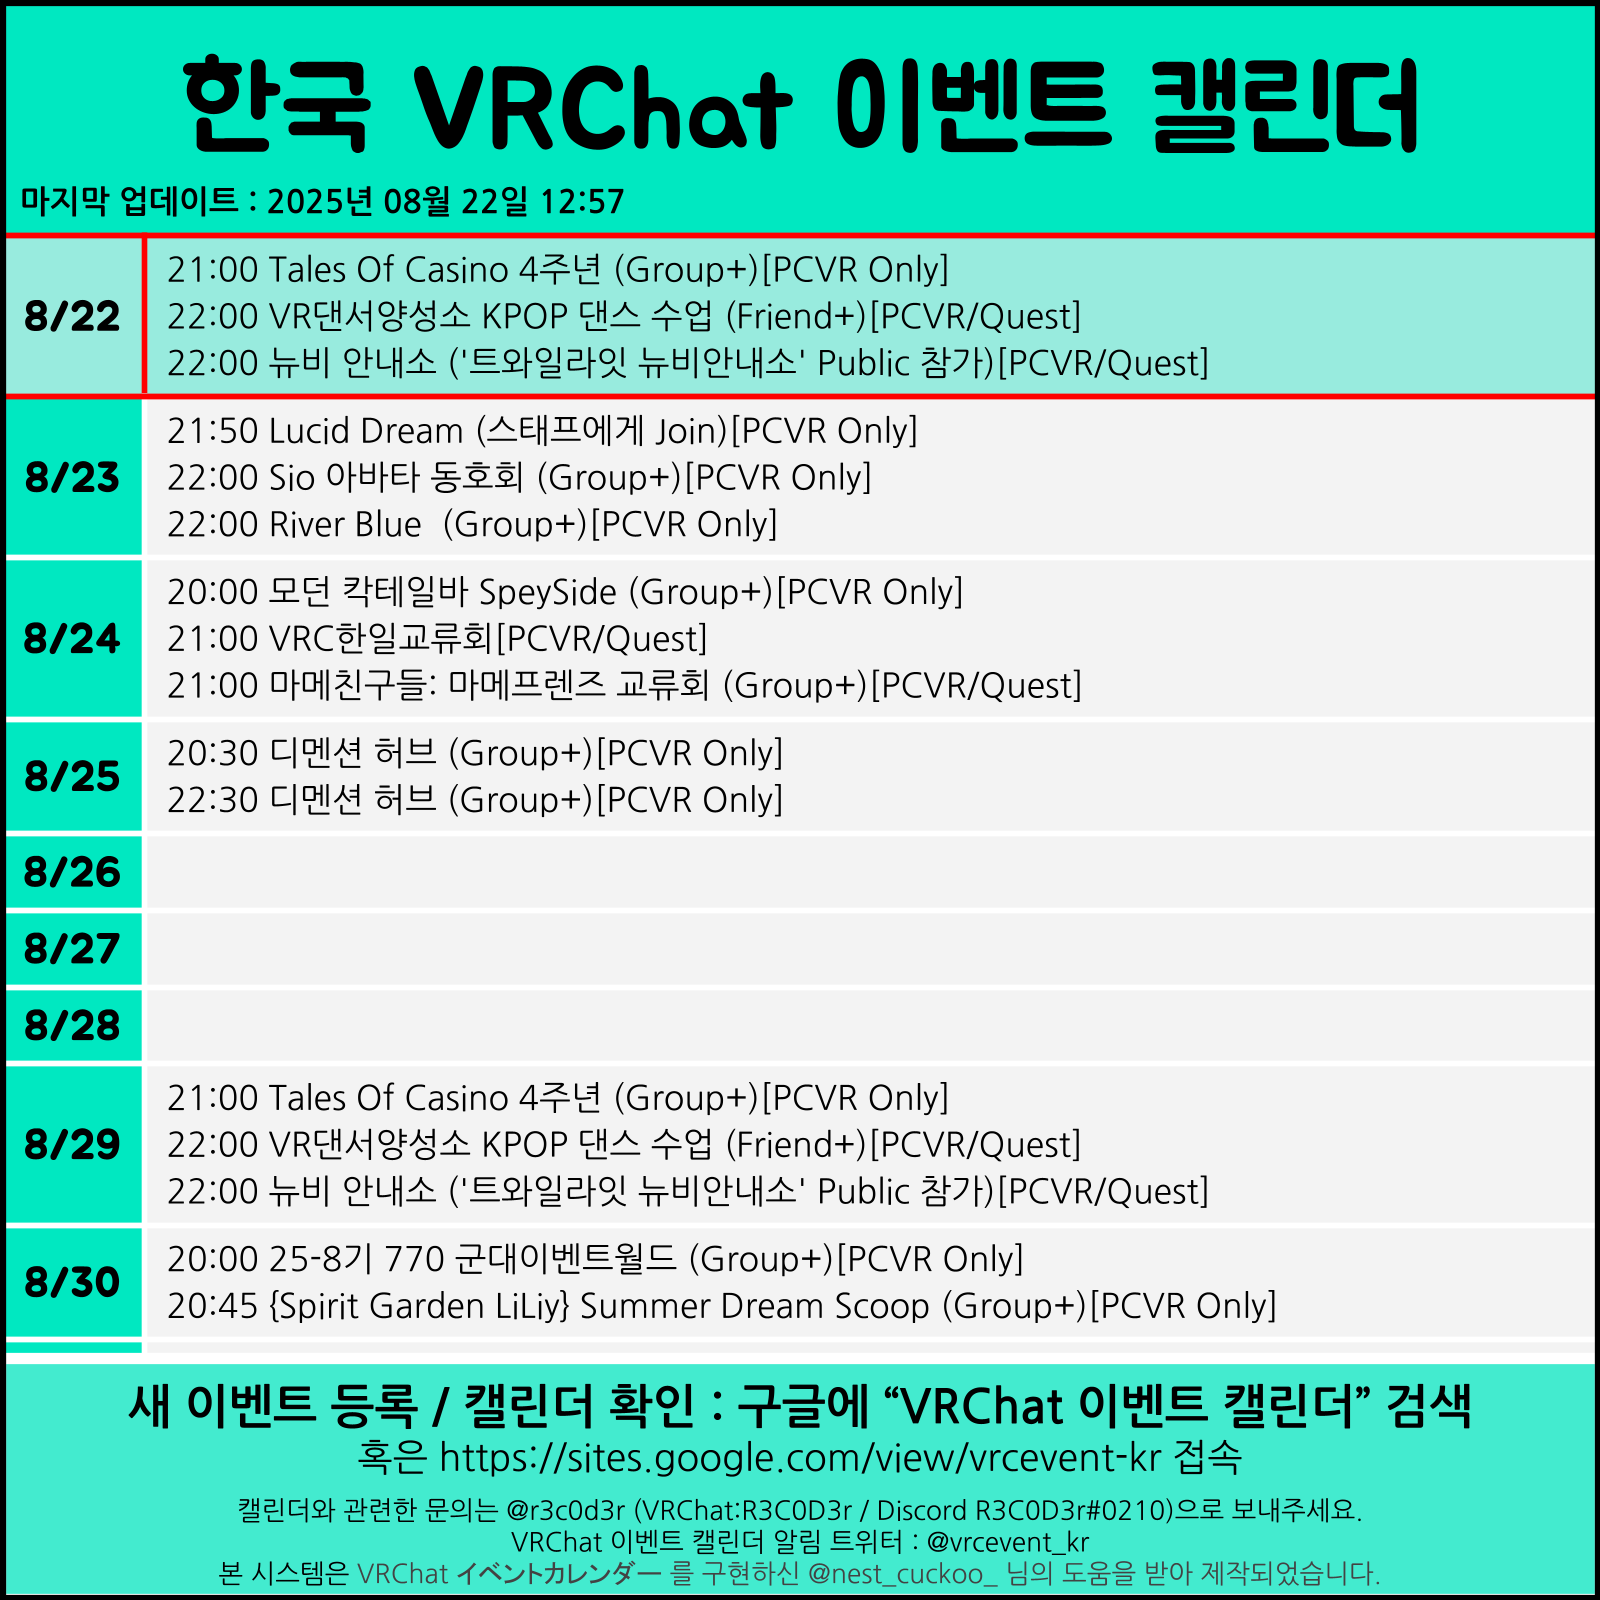 한국 VRChat 이벤트 캘린더
마지막 업데이트 : 2025년 08월 22일 12:57
8/22
21:00 Tales Of Casino 4주년 (Group+)[PCVR Only]
22:00 VR댄서양성소 KPOP 댄스 수업 (Friend+)[PCVR/Quest]
22:00 뉴비 안내소 ('트와일라잇 뉴비안내소' Public 참가)[PCVR/Quest]
8/23
21:50 Lucid Dream (스태프에게 Join)[PCVR Only]
22:00 Sio 아바타 동호회 (Group+)[PCVR Only]
22:00 River Blue  (Group+)[PCVR Only]
8/24
20:00 모던 칵테일바 SpeySide (Group+)[PCVR Only]
21:00 VRC한일교류회[PCVR/Quest]
21:00 마메친구들: 마메프렌즈 교류회 (Group+)[PCVR/Quest]
8/25
20:30 디멘션 허브 (Group+)[PCVR Only]
22:30 디멘션 허브 (Group+)[PCVR Only]
8/26
8/27
8/28
8/29
21:00 Tales Of Casino 4주년 (Group+)[PCVR Only]
22:00 VR댄서양성소 KPOP 댄스 수업 (Friend+)[PCVR/Quest]
22:00 뉴비 안내소 ('트와일라잇 뉴비안내소' Public 참가)[PCVR/Quest]
8/30
20:00 25-8기 770 군대이벤트월드 (Group+)[PCVR Only]
20:45 {Spirit Garden LiLiy} Summer Dream Scoop (Group+)[PCVR Only]
새 이벤트 등록 / 캘린더 확인 : 구글에 “VRChat 이벤트 캘린더” 검색
혹은 https://sites.google.com/view/vrcevent-kr 접속
캘린더와 관련한 문의는 @r3c0d3r (VRChat:R3C0D3r / Discord R3C0D3r#0210)으로 보내주세요.
VRChat 이벤트 캘린더 알림 트위터 : @vrcevent_kr
본 시스템은 VRChat イベントカレンダー 를 구현하신 @nest_cuckoo_ 님의 도움을 받아 제작되었습니다.